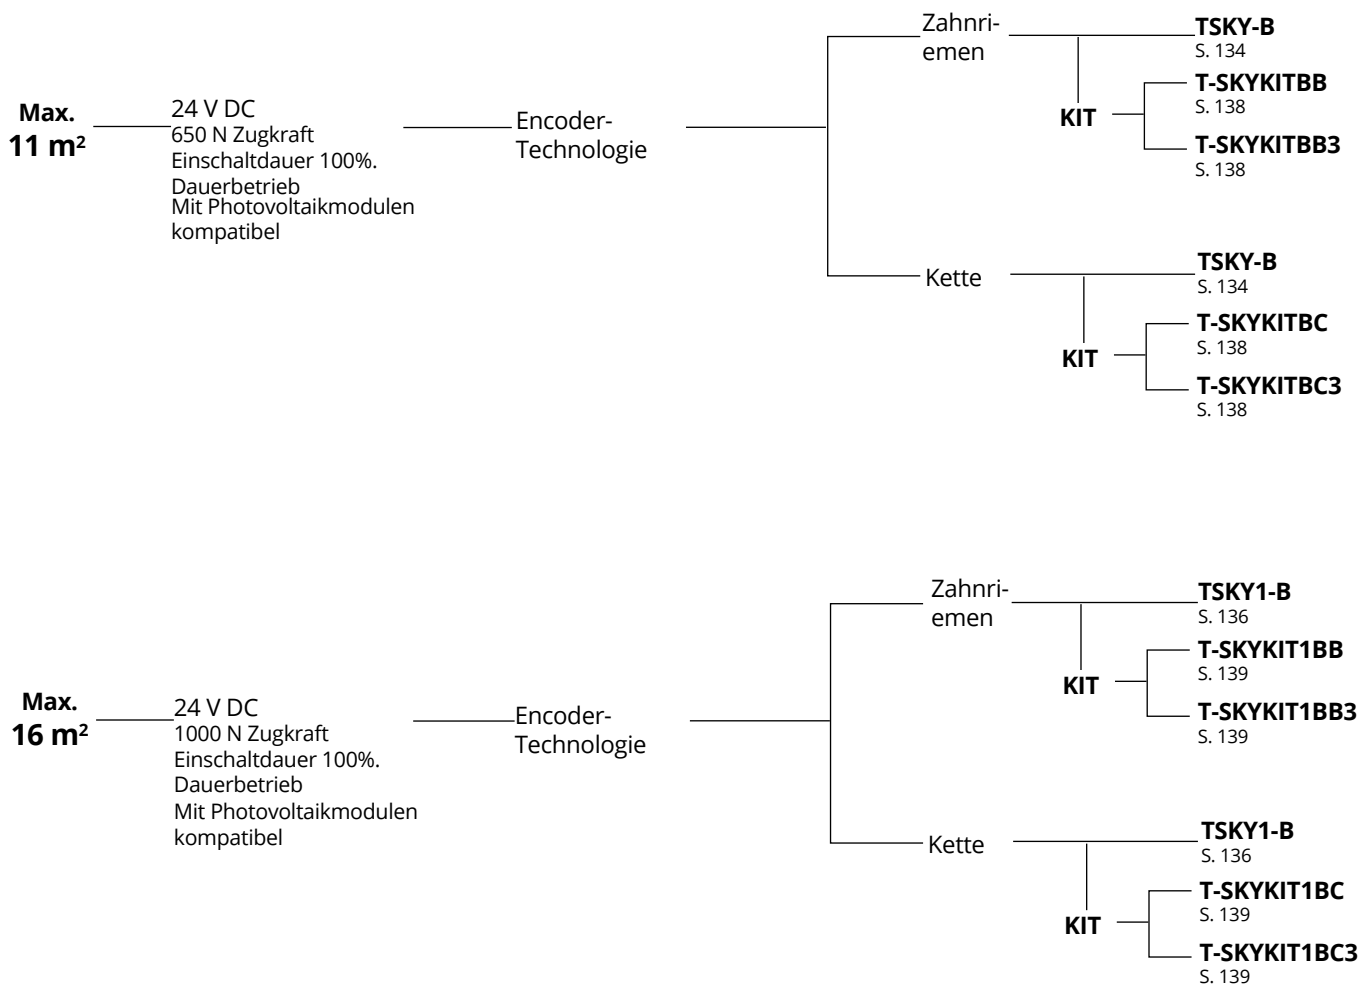 Max.
11 m²
24 V DC
650 N Zugkraft
Einschaltdauer 100%.
Dauerbetrieb
Mit Photovoltaikmodulen
kompatibel
Encoder-
Technologie
Zahnri-
emen
TSKY-B
S. 134
KIT
T-SKYKITBB
S. 138
T-SKYKITBB3
S. 138
Kette
TSKY-B
S. 134
KIT
T-SKYKITBC
S. 138
T-SKYKITBC3
S. 138
Max.
16 m²
24 V DC
1000 N Zugkraft
Einschaltdauer 100%.
Dauerbetrieb
Mit Photovoltaikmodulen
kompatibel
Encoder-
Technologie
Zahnri-
emen
TSKY1-B
S. 136
KIT
T-SKYKIT1BB
S. 139
T-SKYKIT1BB3
S. 139
Kette
TSKY1-B
S. 136
KIT
T-SKYKIT1BC
S. 139
T-SKYKIT1BC3
S. 139